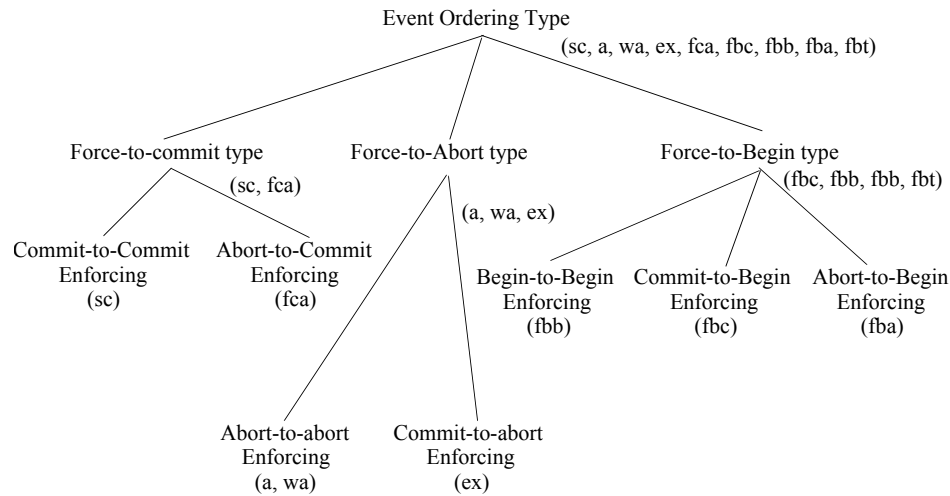 Event Ordering Type
(sc, a, wa, ex, fca, fbc, fbb, fba, fbt)
Force-to-commit type
Force-to-Abort type
Force-to-Begin type
(sc, fca)
(a, wa, ex)
(fbc, fbb, fbb, fbt)
Commit-to-Commit
Enforcing
(sc)
Abort-to-Commit
Enforcing
(fca)
Begin-to-Begin
Enforcing
(fbb)
Commit-to-Begin
Enforcing
(fbc)
Abort-to-Begin
Enforcing
(fba)
Abort-to-abort
Enforcing
(a, wa)
Commit-to-abort
Enforcing
(ex)